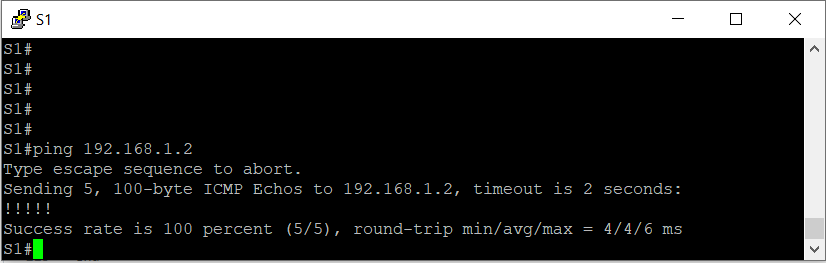 S1
S1#
S1#
S1#
S1#
S1#
S1#ping 192.168.1.2
Type escape sequence to abort.
Sending 5, 100-byte ICMP Echos to 192.168.1.2, timeout is 2 seconds:
!!!!!
Success rate is 100 percent (5/5), round-trip min/avg/max = 4/4/6 ms
S1#